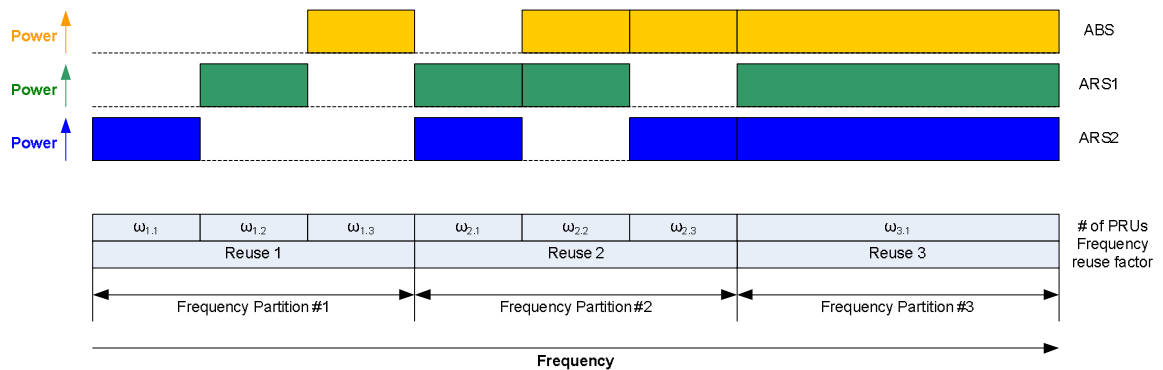 Power
ABS
Power
ARS1
Power
ARS2
ω1.1 ω1.2 ω1.3 ω2.1 ω2.2 ω2.3 ω3.1
# of PRUs
Reuse 1 Reuse 2 Reuse 3
Frequency
reuse factor
Frequency Partition #1 Frequency Partition #2 Frequency Partition #3
Frequency